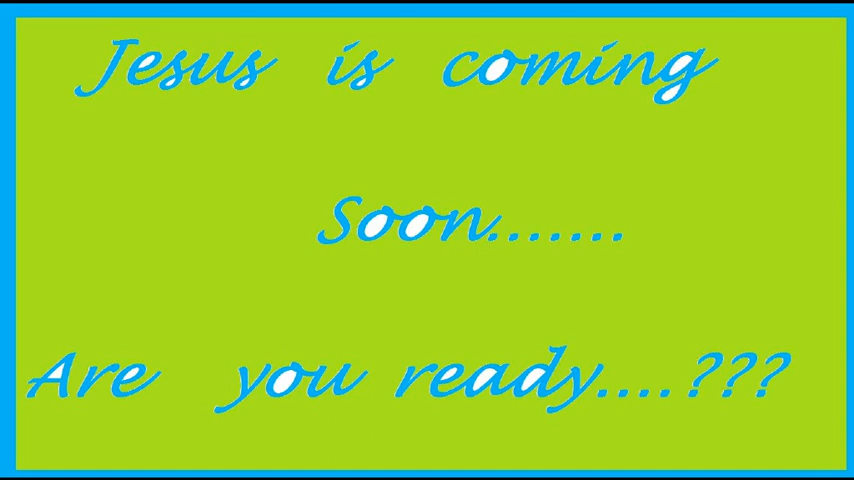 Jesus is coming
Soon.......
Are you ready....???